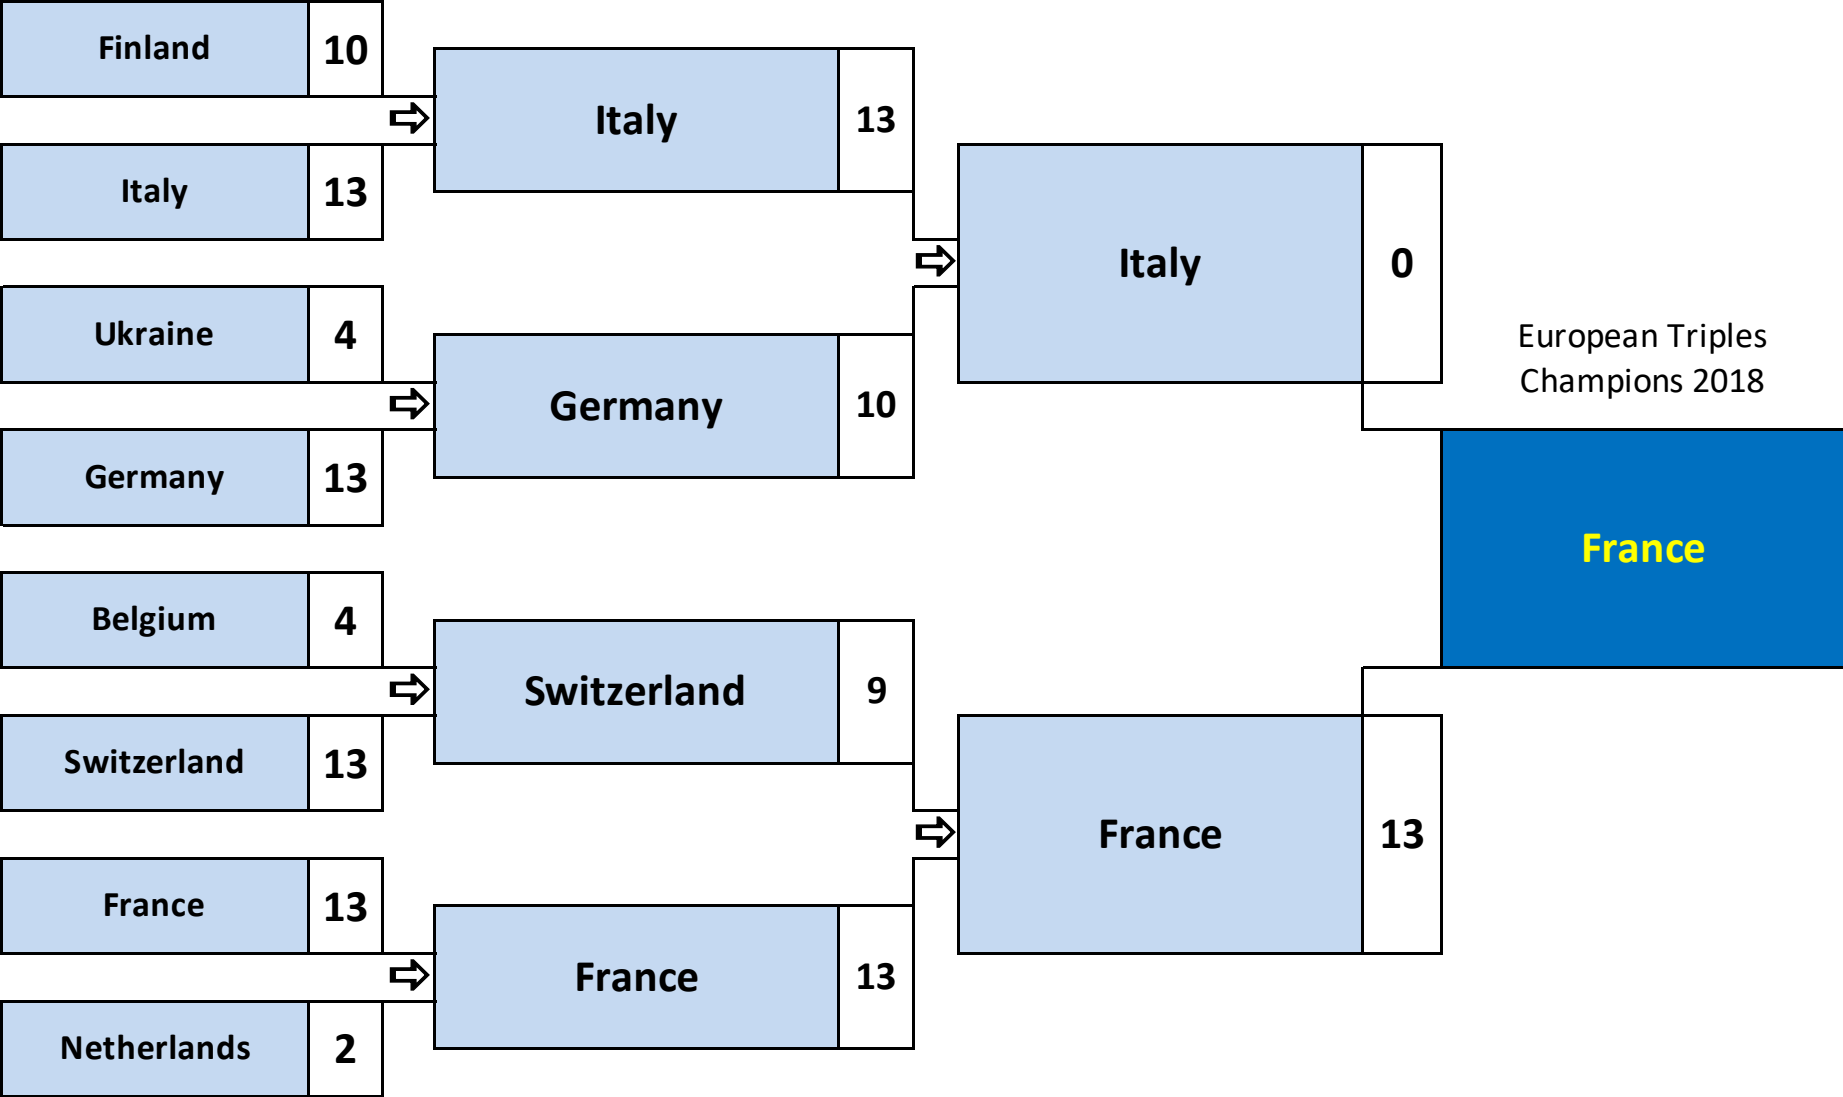 Finland 10
Italy 13
Ukraine 4
Germany 13
Belgium 4
Switzerland 13
France 13
Netherlands 2
Italy 13
Germany 10
Switzerland 9
France 13
Italy 0
France 13
European Triples
Champions 2018
France